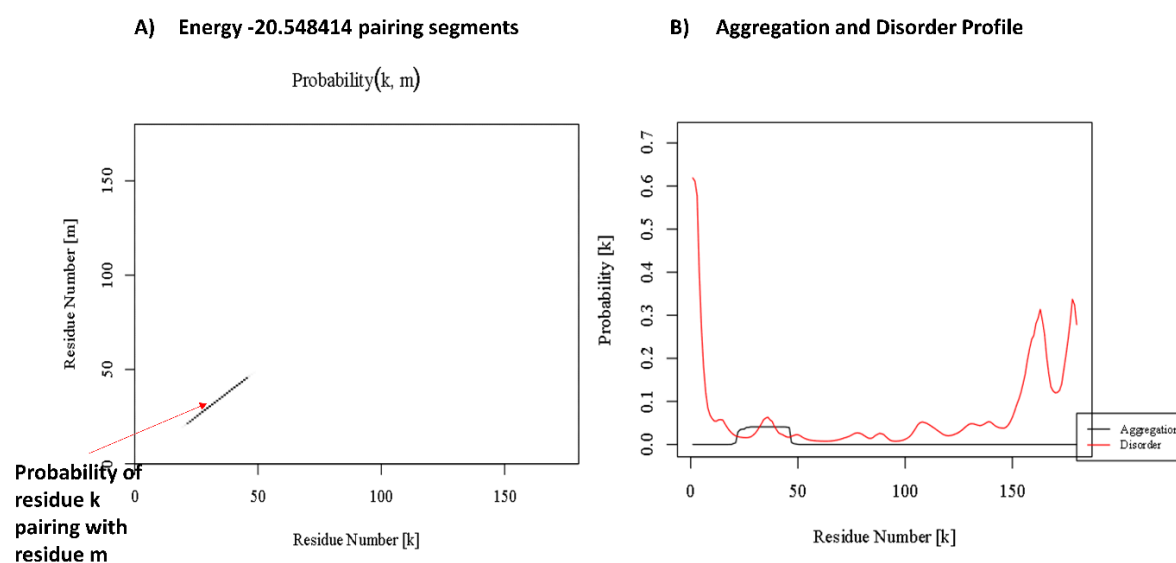 A) Energy -20.548414 pairing segments
Probability(k, m)
Residue Number [m]
150
100
50
0
0 50 100 150
Residue Number [k]
Probability of
residue k
pairing with
residue m
B) Aggregation and Disorder Profile
Probability [k]
0.7
0.6
0.5
0.4
0.3
0.2
0.1
0.0
0 50 100 150
Residue Number [k]
Aggregation
Disorder